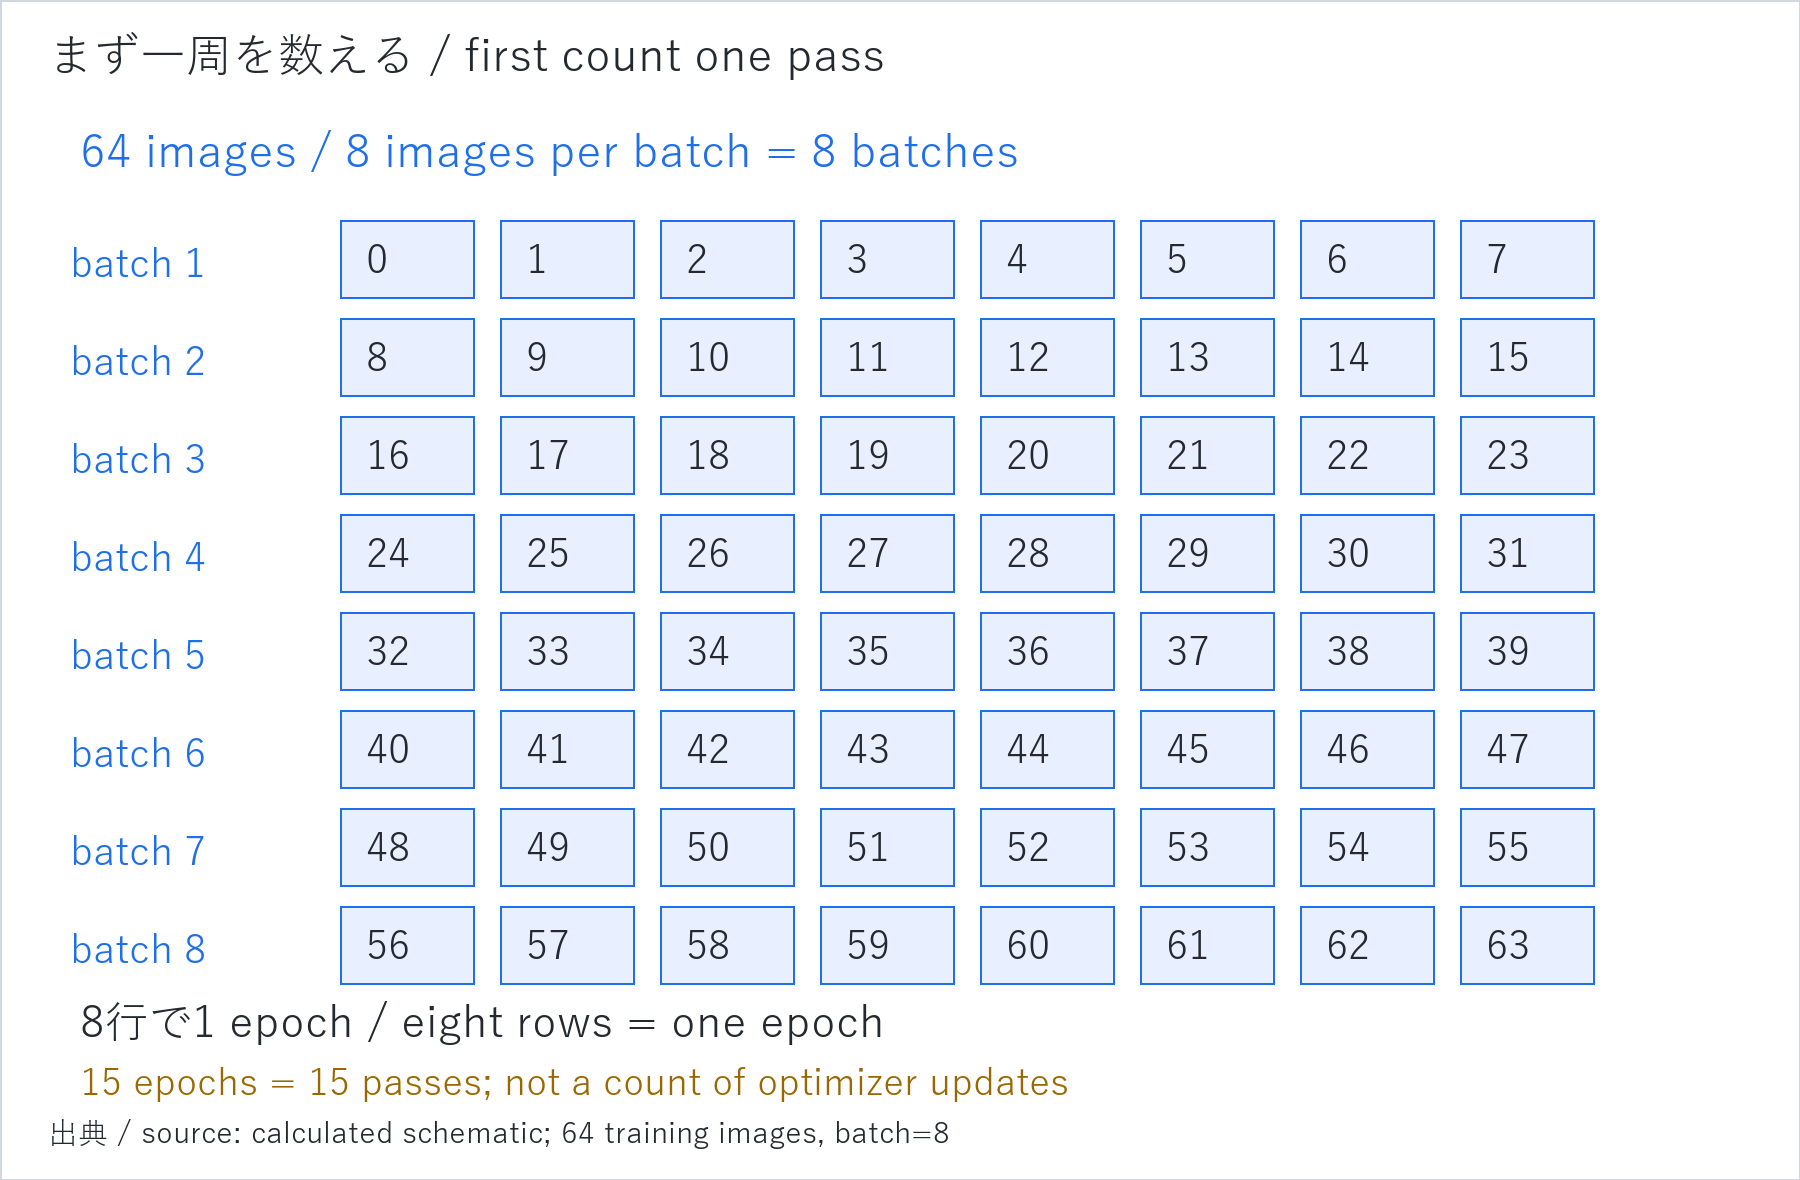 まず一周を数える / first count one pass
64 images / 8 images per batch = 8 batches
batch 1 0 1 2 3 4 5 6 7
batch 2 8 9 10 11 12 13 14 15
batch 3 16 17 18 19 20 21 22 23
batch 4 24 25 26 27 28 29 30 31
batch 5 32 33 34 35 36 37 38 39
batch 6 40 41 42 43 44 45 46 47
batch 7 48 49 50 51 52 53 54 55
batch 8 56 57 58 59 60 61 62 63
8行で1 epoch / eight rows = one epoch
15 epochs = 15 passes; not a count of optimizer updates
出典 / source: calculated schematic; 64 training images, batch=8